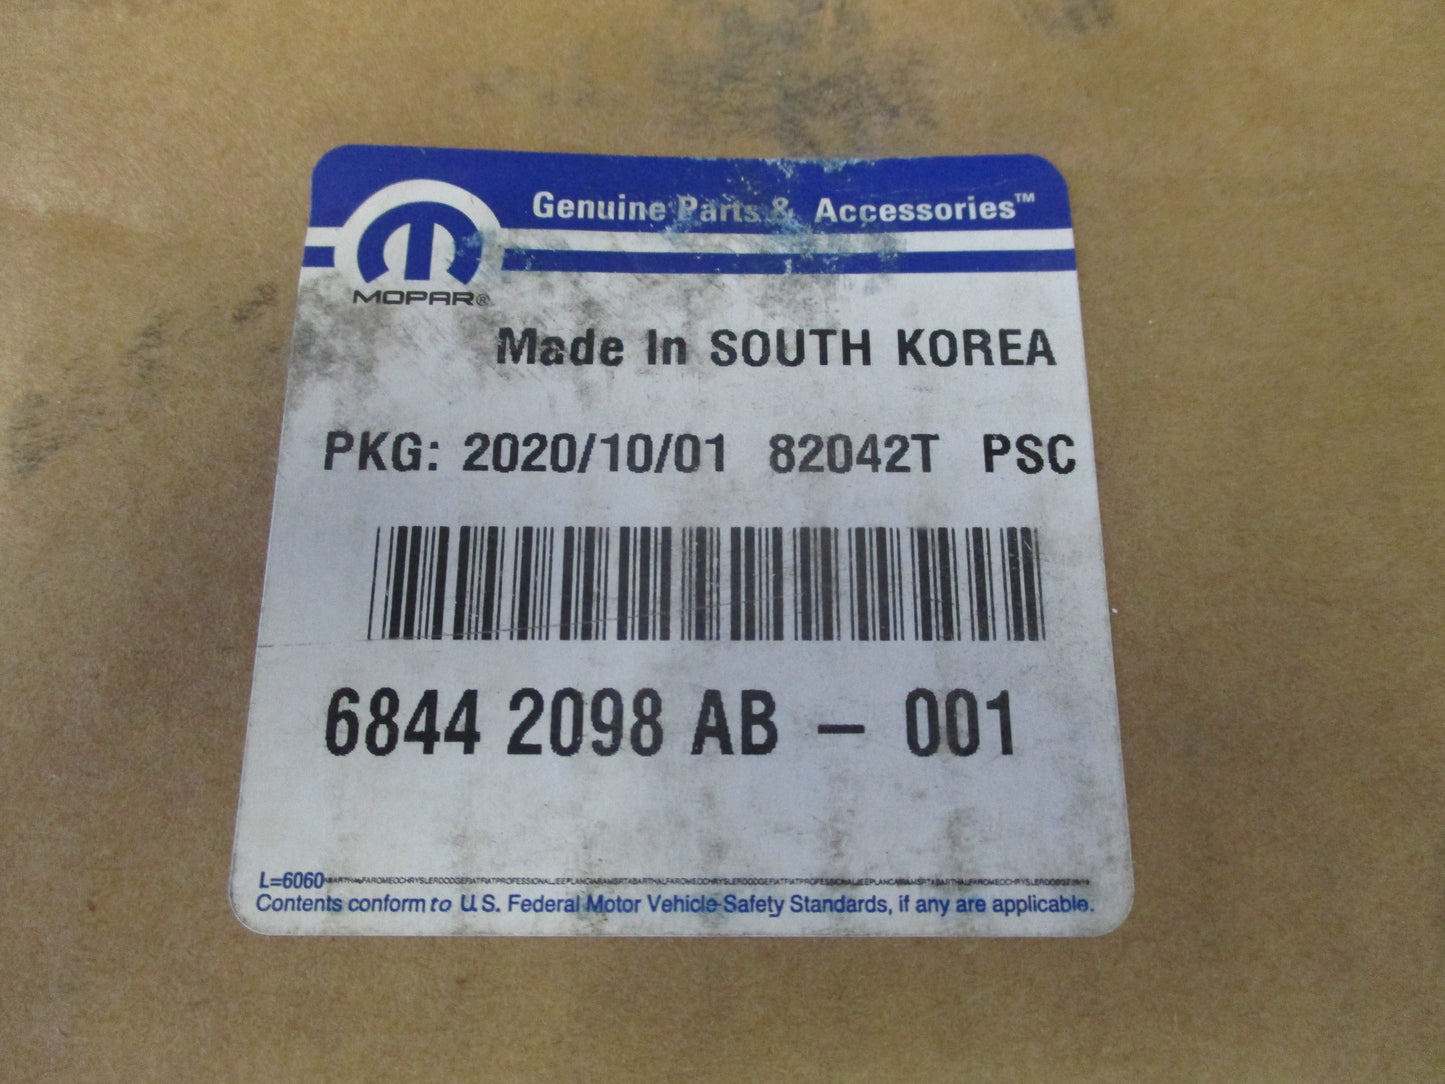 Genuine Parts & Accessories™
MOPAR®
Made In SOUTH KOREA
PKG: 2020/10/01 82042T PSC
6844 2098 AB – 001
L=6060
Contents conform to U.S. Federal Motor Vehicle Safety Standards, if any are applicable.